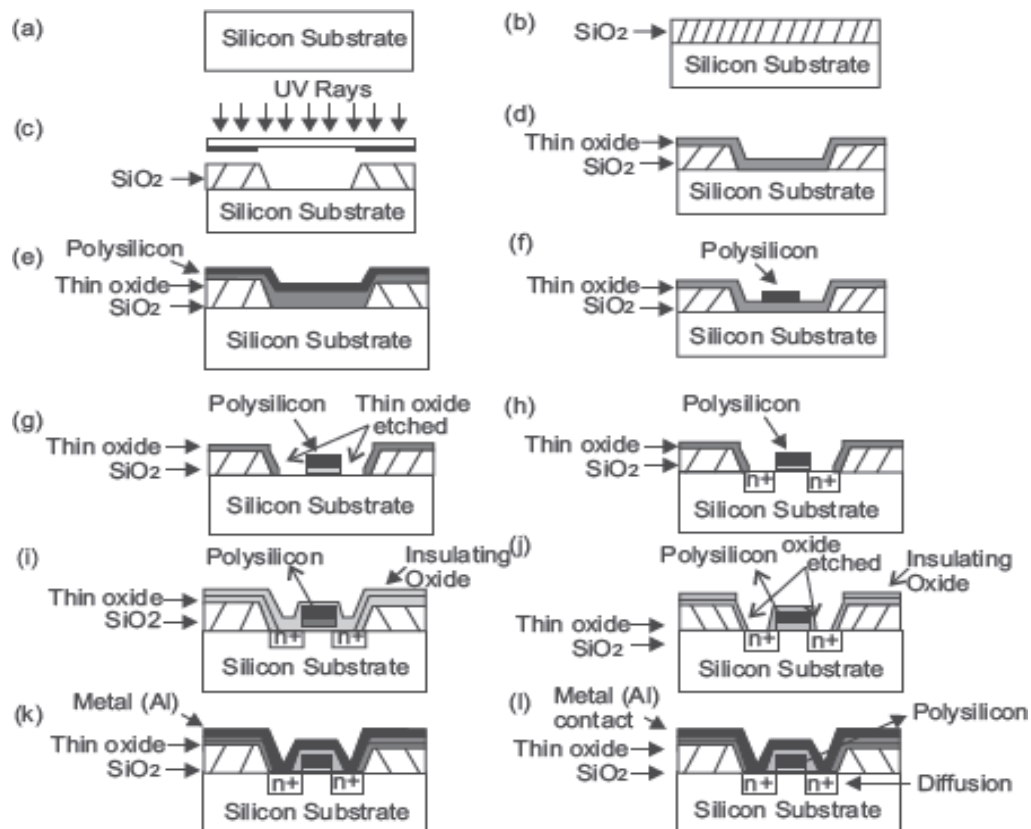 (a)
Silicon Substrate
(b)
SiO2
Silicon Substrate
UV Rays
(c)
SiO2
Silicon Substrate
(d)
Thin oxide
SiO2
Silicon Substrate
(e)
Polysilicon
Thin oxide
SiO2
Silicon Substrate
(f)
Polysilicon
Thin oxide
SiO2
Silicon Substrate
(g)
Polysilicon
Thin oxide
etched
Thin oxide
SiO2
Silicon Substrate
(h)
Polysilicon
Thin oxide
SiO2
n+ n+
Silicon Substrate
(i)
Polysilicon
Insulating
Oxide
Thin oxide
SiO2
n+ n+
Silicon Substrate
(j)
Polysilicon
oxide
etched
Insulating
Oxide
Thin oxide
SiO2
n+ n+
Silicon Substrate
(k)
Metal (Al)
Thin oxide
SiO2
n+ n+
Silicon Substrate
(l)
Metal (Al)
contact
Polysilicon
Thin oxide
SiO2
n+ n+
Diffusion
Silicon Substrate